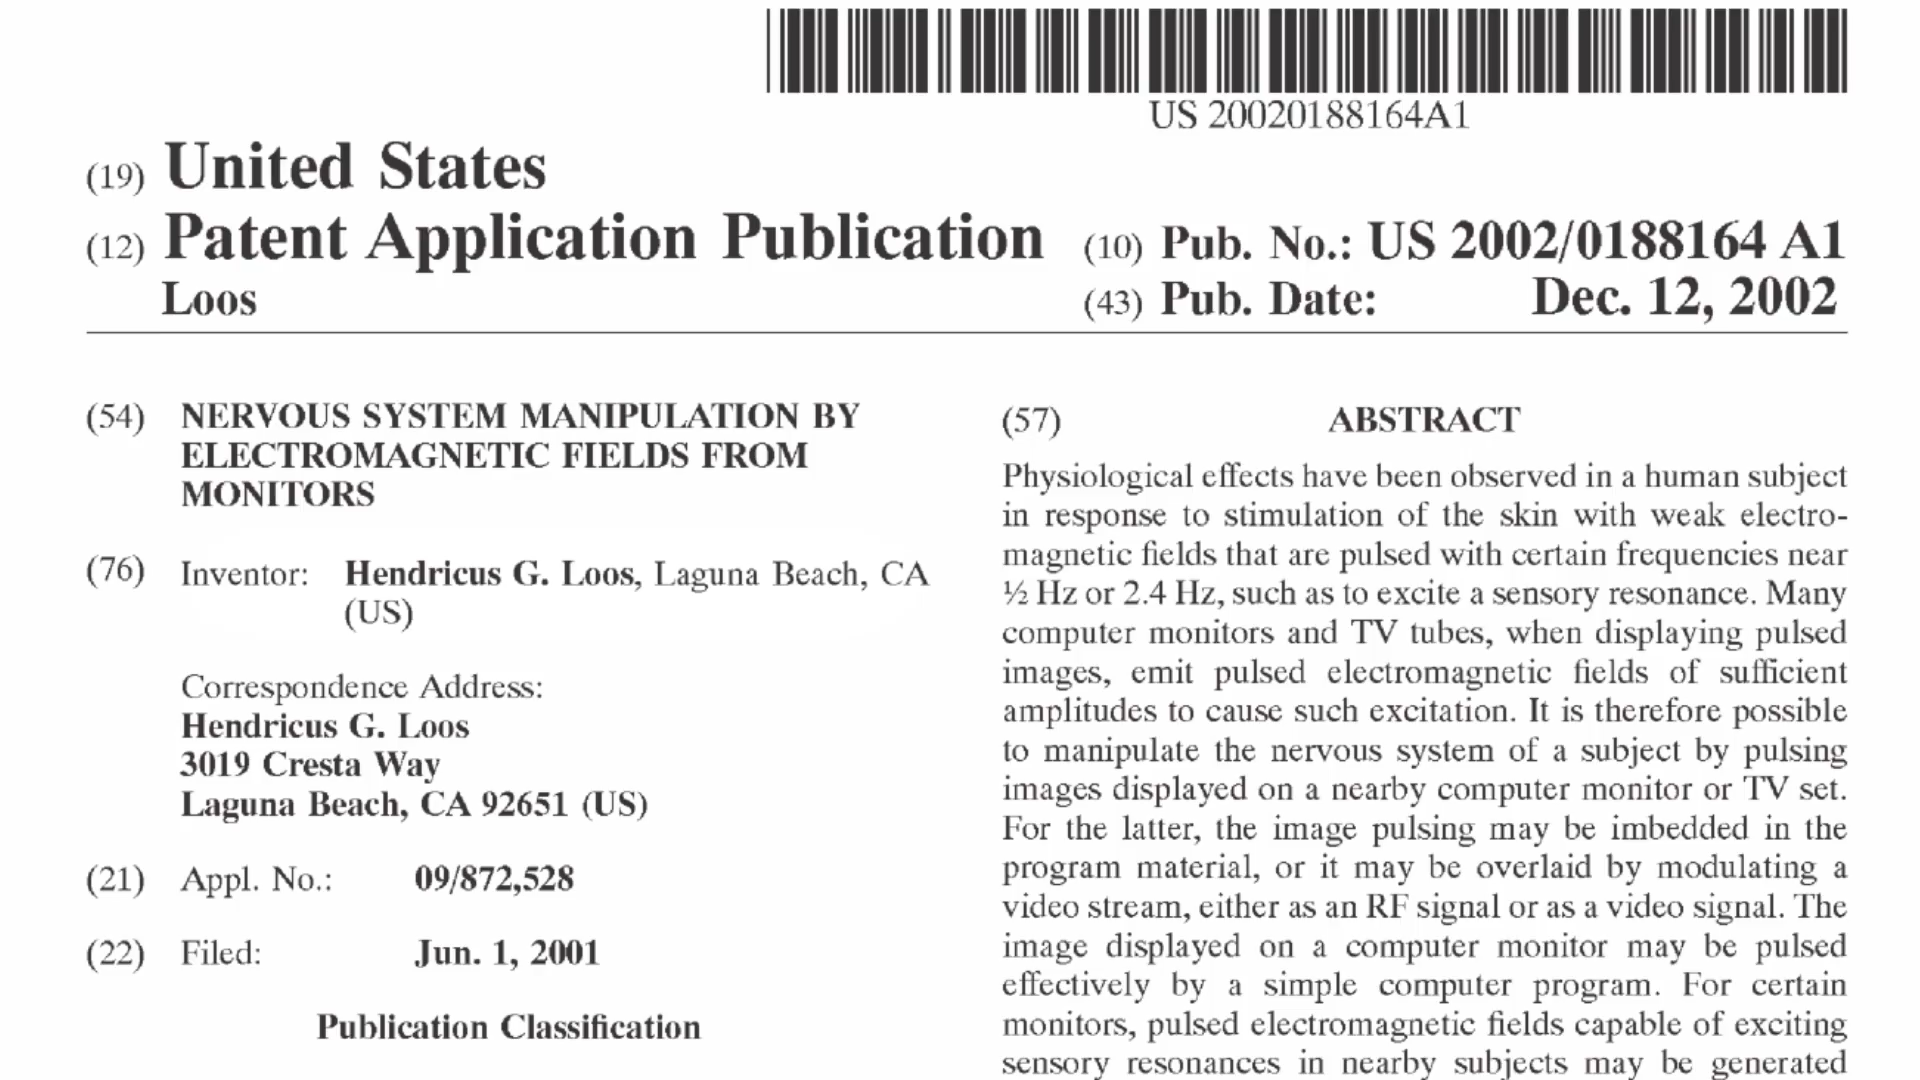 US 20020188164A1
(19) United States
(12) Patent Application Publication
Loos
(10) Pub. No.: US 2002/0188164 A1
(43) Pub. Date: Dec. 12, 2002
(54) NERVOUS SYSTEM MANIPULATION BY
ELECTROMAGNETIC FIELDS FROM
MONITORS
(76) Inventor: Hendricus G. Loos, Laguna Beach, CA
(US)
Correspondence Address:
Hendricus G. Loos
3019 Cresta Way
Laguna Beach, CA 92651 (US)
(21) Appl. No.: 09/872,528
(22) Filed: Jun. 1, 2001
Publication Classification
(57) ABSTRACT
Physiological effects have been observed in a human subject
in response to stimulation of the skin with weak electro-
magnetic fields that are pulsed with certain frequencies near
½ Hz or 2.4 Hz, such as to excite a sensory resonance. Many
computer monitors and TV tubes, when displaying pulsed
images, emit pulsed electromagnetic fields of sufficient
amplitudes to cause such excitation. It is therefore possible
to manipulate the nervous system of a subject by pulsing
images displayed on a nearby computer monitor or TV set.
For the latter, the image pulsing may be imbedded in the
program material, or it may be overlaid by modulating a
video stream, either as an RF signal or as a video signal. The
image displayed on a computer monitor may be pulsed
effectively by a simple computer program. For certain
monitors, pulsed electromagnetic fields capable of exciting
sensory resonances in nearby subjects may be generated